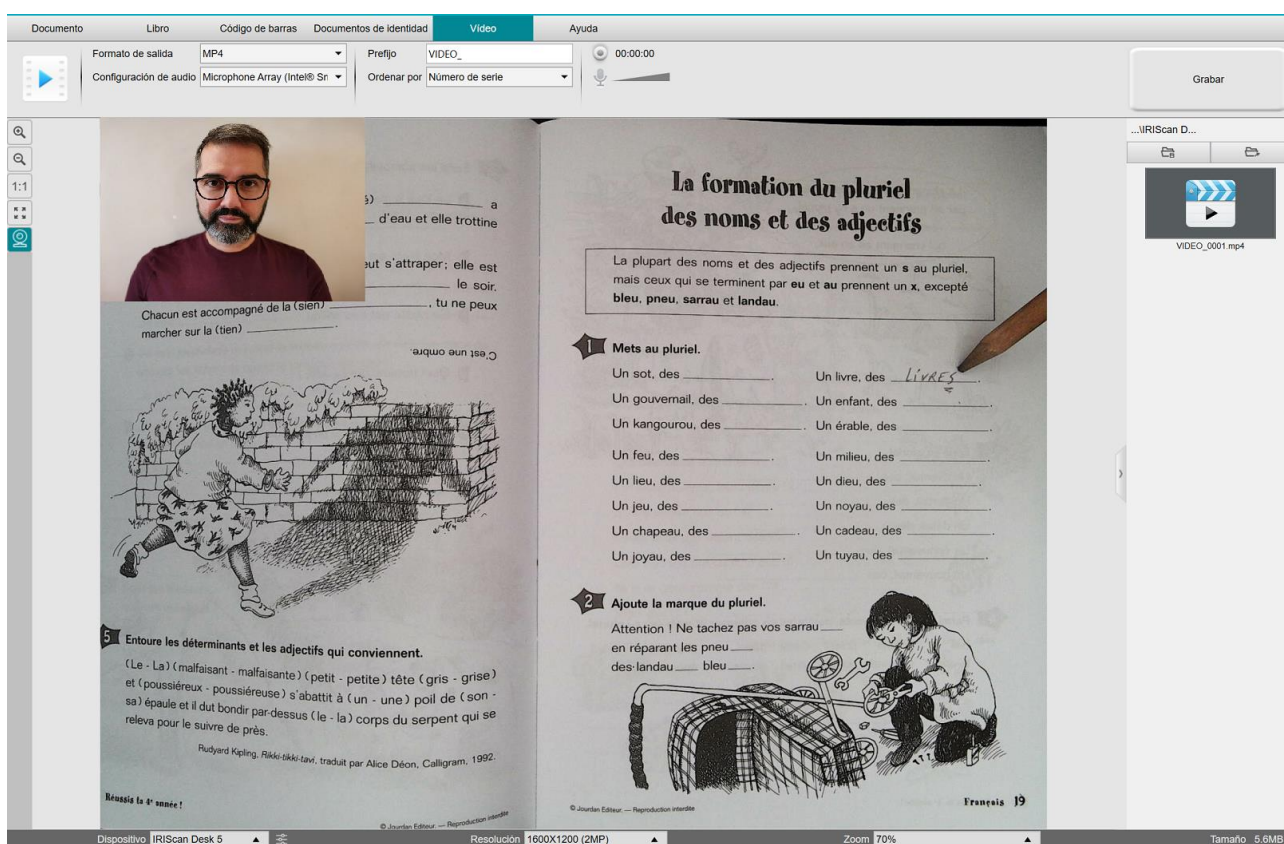 Documento Libro Código de barras Documentos de identidad Vídeo Ayuda
Formato de salida MP4 Prefijo VIDEO_ 00:00:00
Configuración de audio Microphone Array (Intel® Sm Ordenar por Número de serie
Grabar
...\IRIScan D...
1:1
VIDEO_0001.mp4
a
d'eau et elle trottine
s'attraper; elle est
le soir.
Chacun est accompagné de la (sien) , tu ne peux
marcher sur la (tien) .
C'est une ombre.
5 Entoure les déterminants et les adjectifs qui conviennent.
(Le - La) (malfaisant - malfaisante) (petit - petite) tête (gris - grise)
et (poussiéreux - poussiéreuse) s'abattit à (un - une) poil de (son -
sa) épaule et il dut bondir par-dessus (le - la) corps du serpent qui se
releva pour le suivre de près.
Rudyard Kipling, Rikki-tikki-tavi, traduit par Alice Déon, Calligram, 1992.
Réussis ta 4e année !
© Jourdan Éditeur. — Reproduction interdite
La formation du pluriel
des noms et des adjectifs
La plupart des noms et des adjectifs prennent un s au pluriel,
mais ceux qui se terminent par eu et au prennent un x, excepté
bleu, pneu, sarrau et landau.
1 Mets au pluriel.
Un sot, des . Un livre, des LIVRES .
Un gouvernail, des . Un enfant, des .
Un kangourou, des . Un érable, des .
Un feu, des . Un milieu, des .
Un lieu, des . Un dieu, des .
Un jeu, des . Un noyau, des .
Un chapeau, des . Un cadeau, des .
Un joyau, des . Un tuyau, des .
2 Ajoute la marque du pluriel.
Attention ! Ne tachez pas vos sarrau
en réparant les pneu
des landau bleu .
© Jourdan Éditeur. — Reproduction interdite
Français 19
Dispositivo IRIScan Desk 5 Resolución 1600X1200 (2MP) Zoom 70% Tamaño 5.6MB